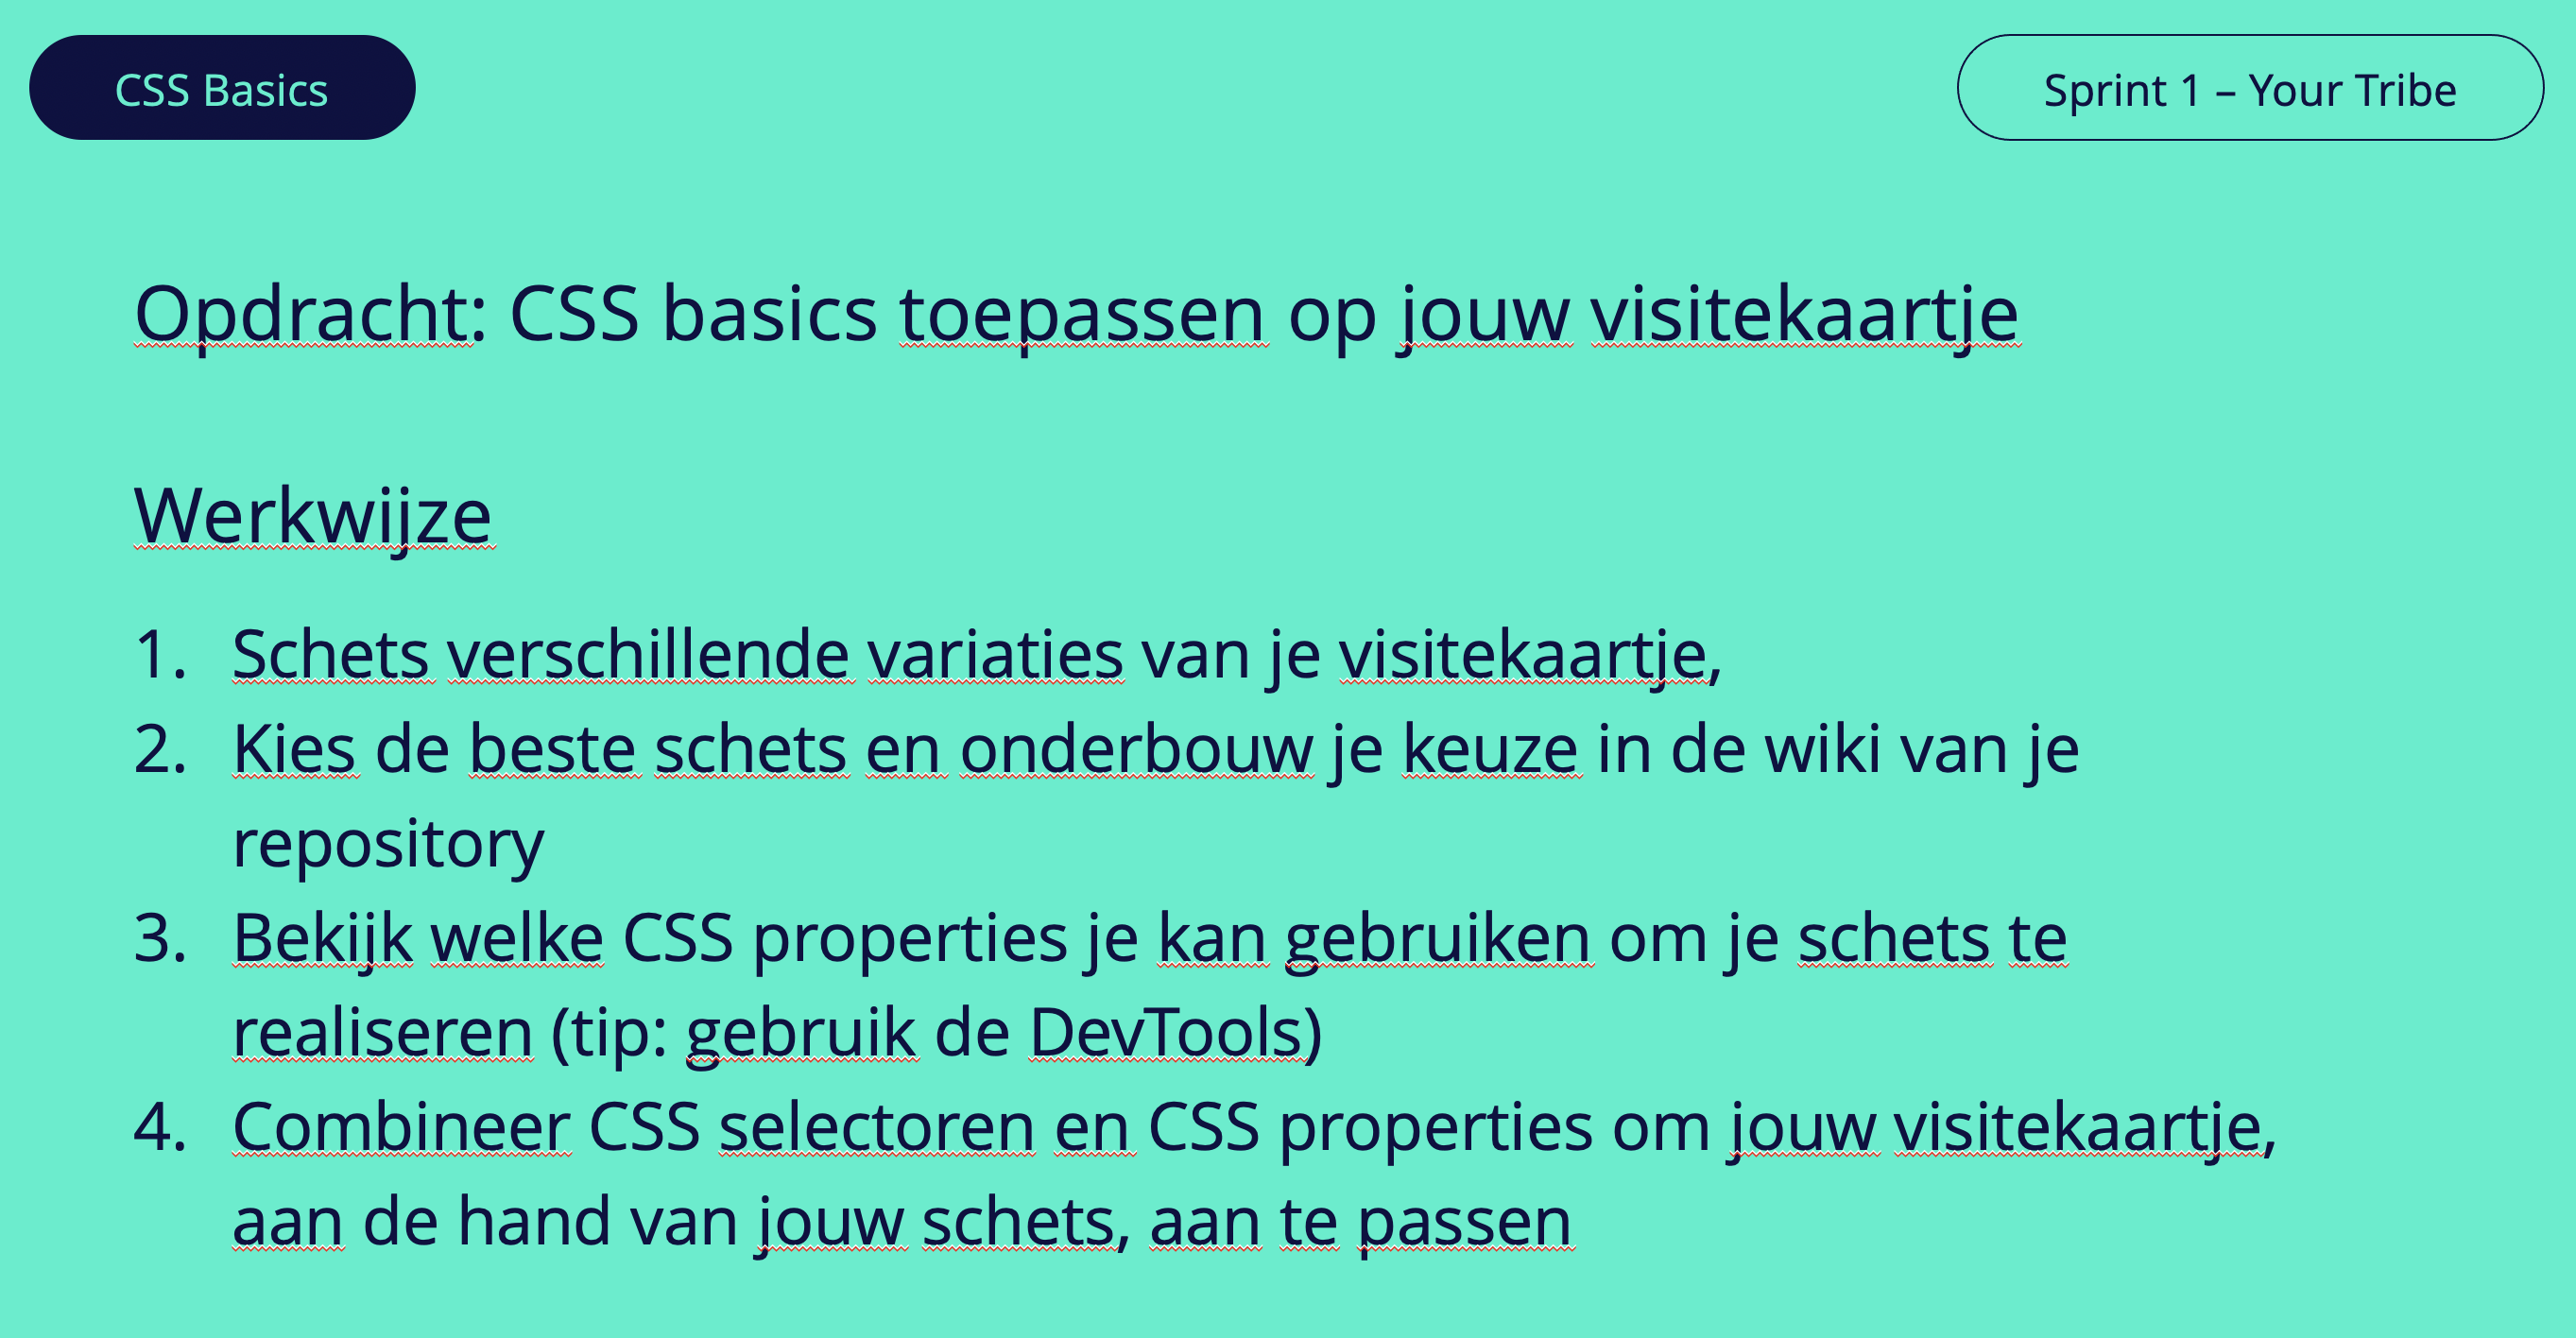 CSS Basics
Sprint 1 – Your Tribe
Opdracht: CSS basics toepassen op jouw visitekaartje
Werkwijze
1. Schets verschillende variaties van je visitekaartje,
2. Kies de beste schets en onderbouw je keuze in de wiki van je
repository
3. Bekijk welke CSS properties je kan gebruiken om je schets te
realiseren (tip: gebruik de DevTools)
4. Combineer CSS selectoren en CSS properties om jouw visitekaartje,
aan de hand van jouw schets, aan te passen